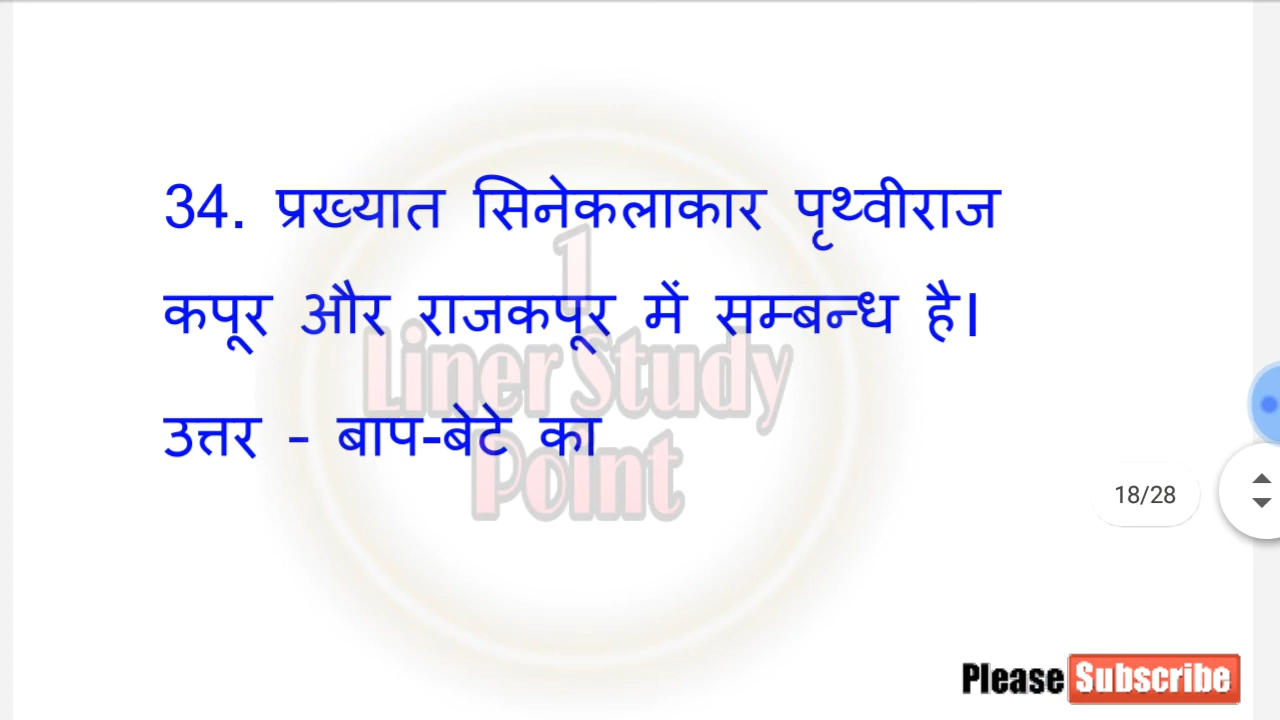 34. प्रख्यात सिनेकलाकार पृथ्वीराज
कपूर और राजकपूर में सम्बन्ध है।
उत्तर - बाप-बेटे का
1
Liner Study
Point
18/28
Please Subscribe